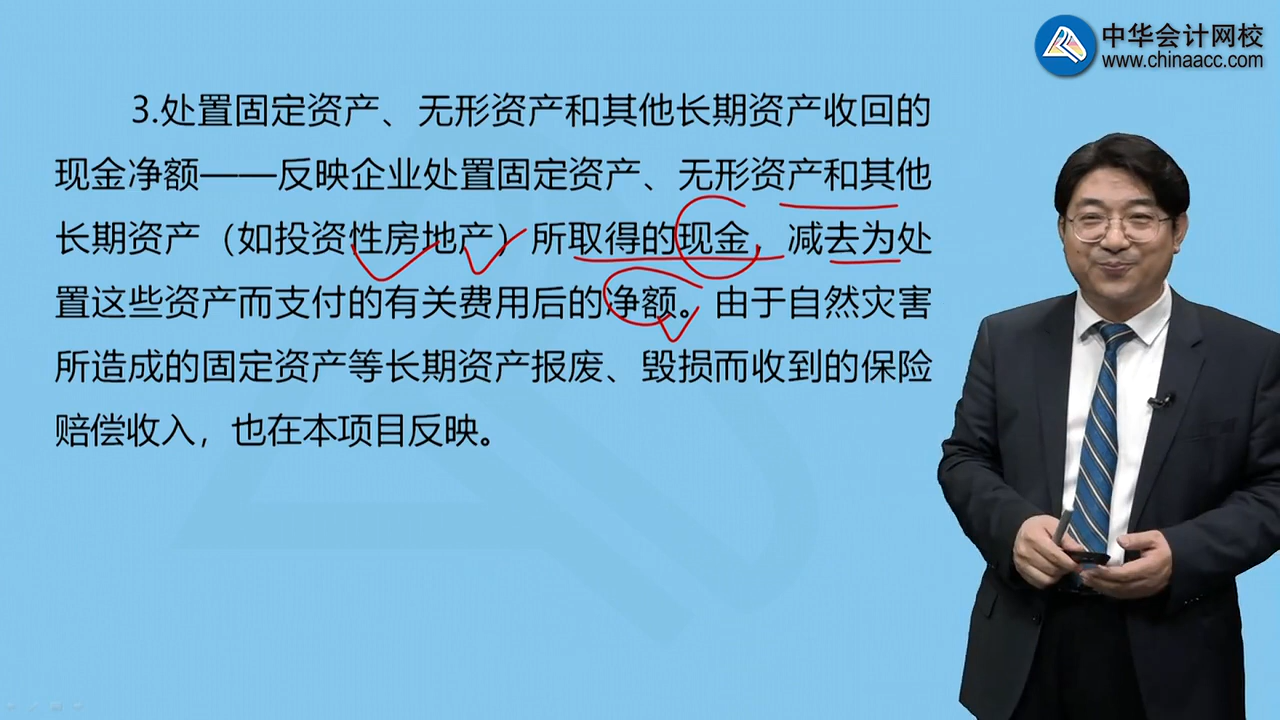 中华会计网校
www.chinaacc.com
3.处置固定资产、无形资产和其他长期资产收回的
现金净额——反映企业处置固定资产、无形资产和其他
长期资产（如投资性房地产）所取得的现金，减去为处
置这些资产而支付的有关费用后的净额。由于自然灾害
所造成的固定资产等长期资产报废、毁损而收到的保险
赔偿收入，也在本项目反映。